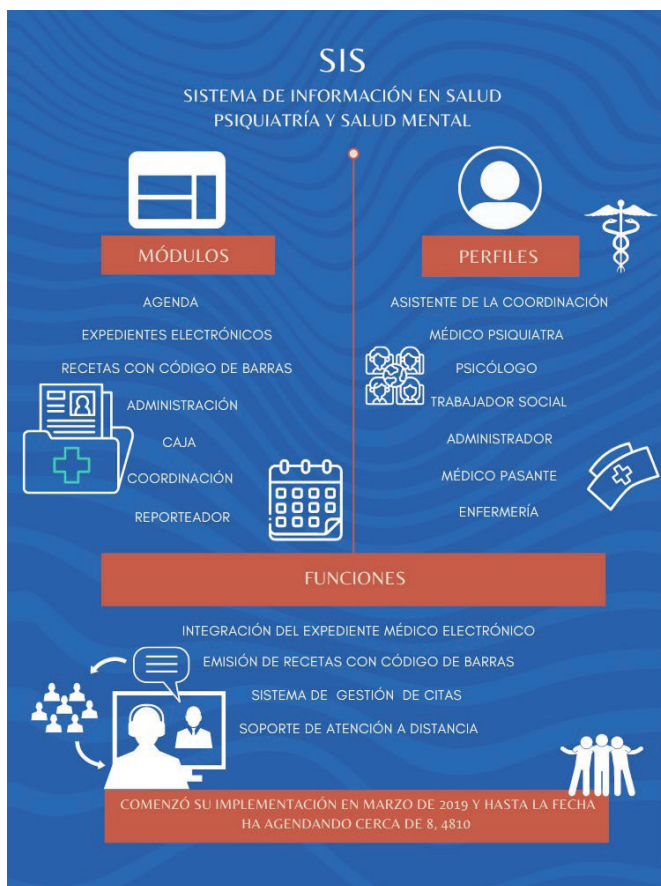 SIS
SISTEMA DE INFORMACIÓN EN SALUD
PSIQUIATRÍA Y SALUD MENTAL
MÓDULOS
AGENDA
EXPEDIENTES ELECTRÓNICOS
RECETAS CON CÓDIGO DE BARRAS
ADMINISTRACIÓN
CAJA
COORDINACIÓN
REPORTEADOR
PERFILES
ASISTENTE DE LA COORDINACIÓN
MÉDICO PSIQUIATRA
PSICÓLOGO
TRABAJADOR SOCIAL
ADMINISTRADOR
MÉDICO PASANTE
ENFERMERÍA
FUNCIONES
INTEGRACIÓN DEL EXPEDIENTE MÉDICO ELECTRÓNICO
EMISIÓN DE RECETAS CON CÓDIGO DE BARRAS
SISTEMA DE GESTIÓN DE CITAS
SOPORTE DE ATENCIÓN A DISTANCIA
COMENZÓ SU IMPLEMENTACIÓN EN MARZO DE 2019 Y HASTA LA FECHA
HA AGENDANDO CERCA DE 8, 4810